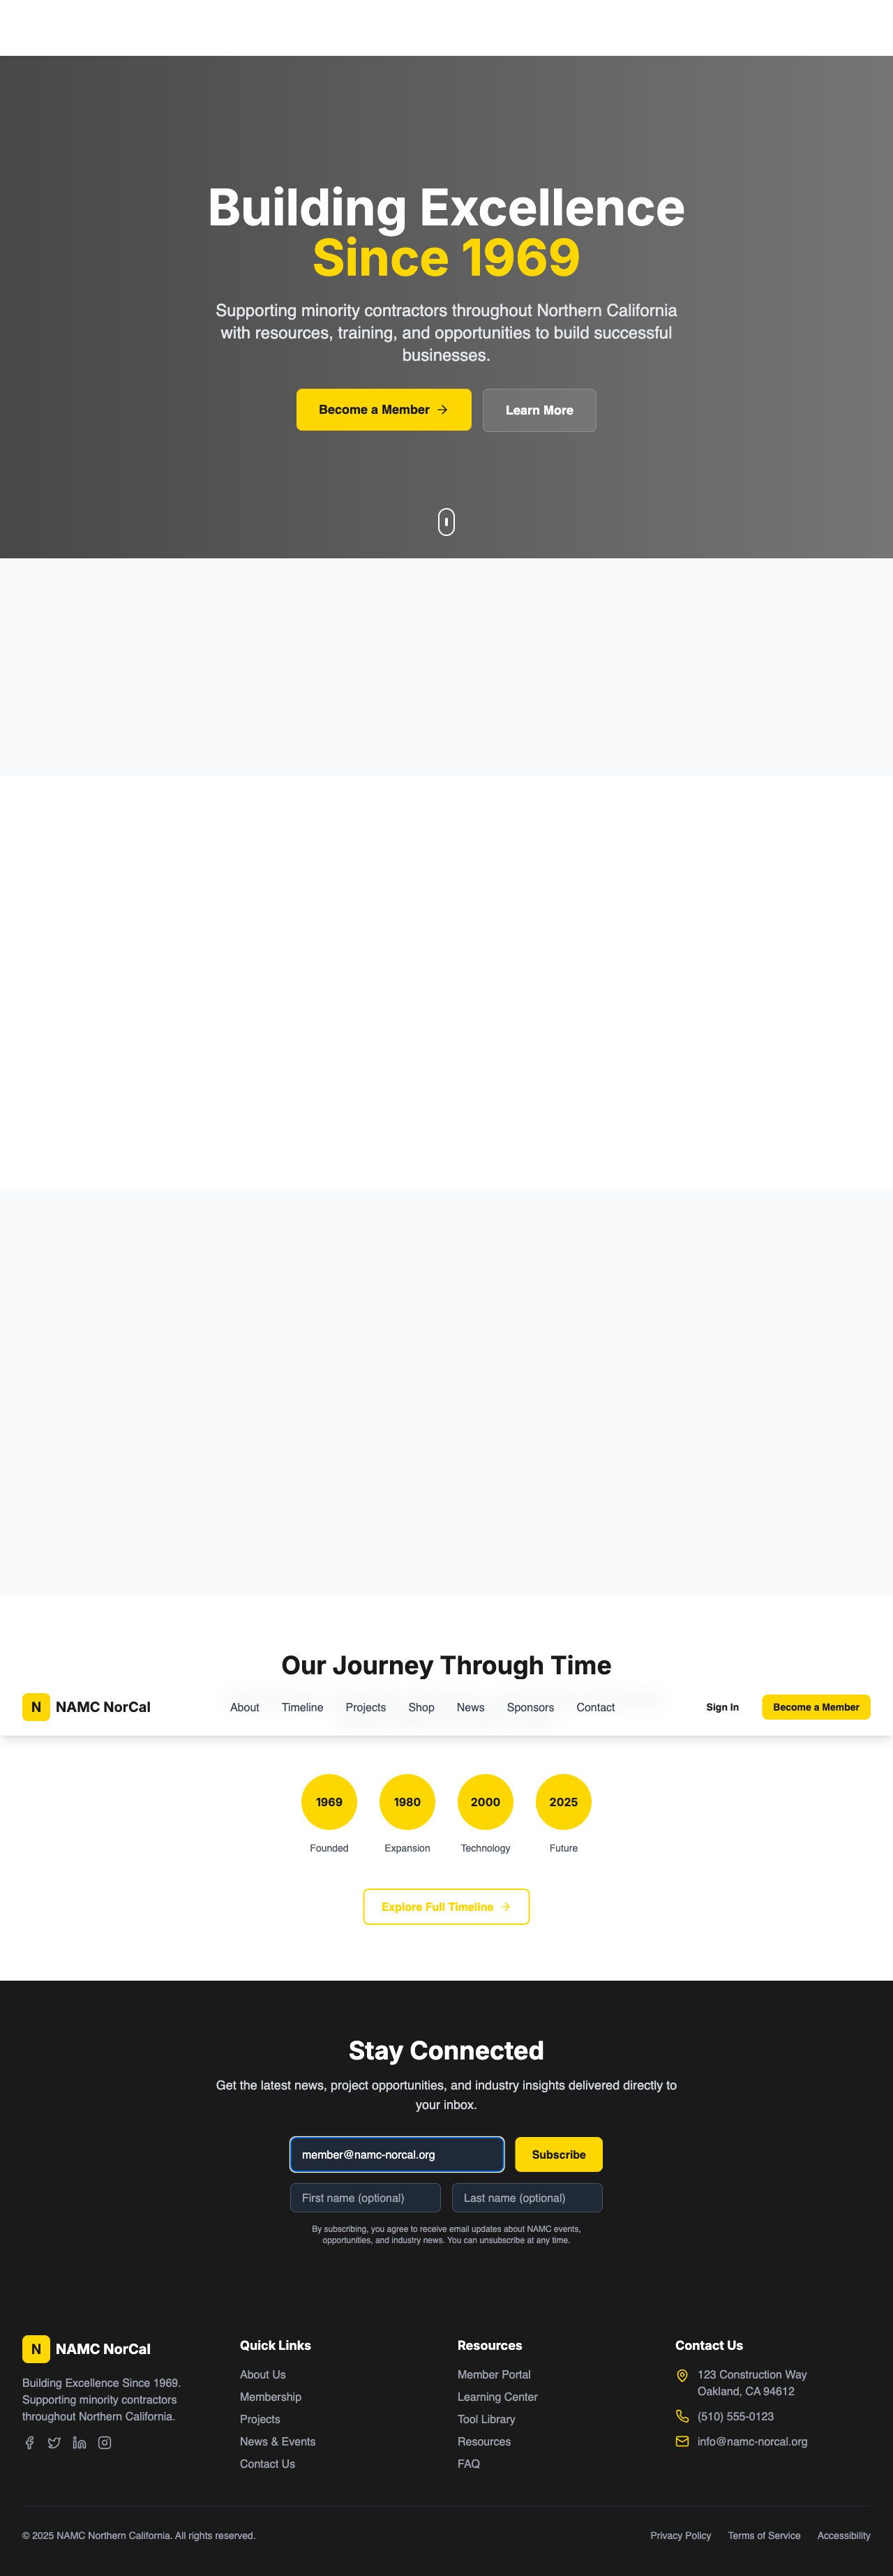 Building Excellence
Since 1969
Supporting minority contractors throughout Northern California
with resources, training, and opportunities to build successful
businesses.
Become a Member
Learn More
Our Journey Through Time
N NAMC NorCal
About Timeline Projects Shop News Sponsors Contact
Sign In
Become a Member
1969 1980 2000 2025
Founded Expansion Technology Future
Explore Full Timeline
Stay Connected
Get the latest news, project opportunities, and industry insights delivered directly to
your inbox.
member@namc-norcal.org
Subscribe
First name (optional)
Last name (optional)
By subscribing, you agree to receive email updates about NAMC events,
opportunities, and industry news. You can unsubscribe at any time.
N NAMC NorCal
Building Excellence Since 1969.
Supporting minority contractors
throughout Northern California.
Quick Links
About Us
Membership
Projects
News & Events
Contact Us
Resources
Member Portal
Learning Center
Tool Library
Resources
FAQ
Contact Us
123 Construction Way
Oakland, CA 94612
(510) 555-0123
info@namc-norcal.org
© 2025 NAMC Northern California. All rights reserved.
Privacy Policy Terms of Service Accessibility